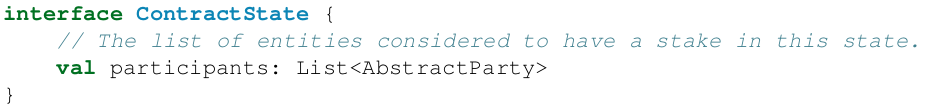 interface ContractState {
    // The list of entities considered to have a stake in this state.
    val participants: List<AbstractParty>
}